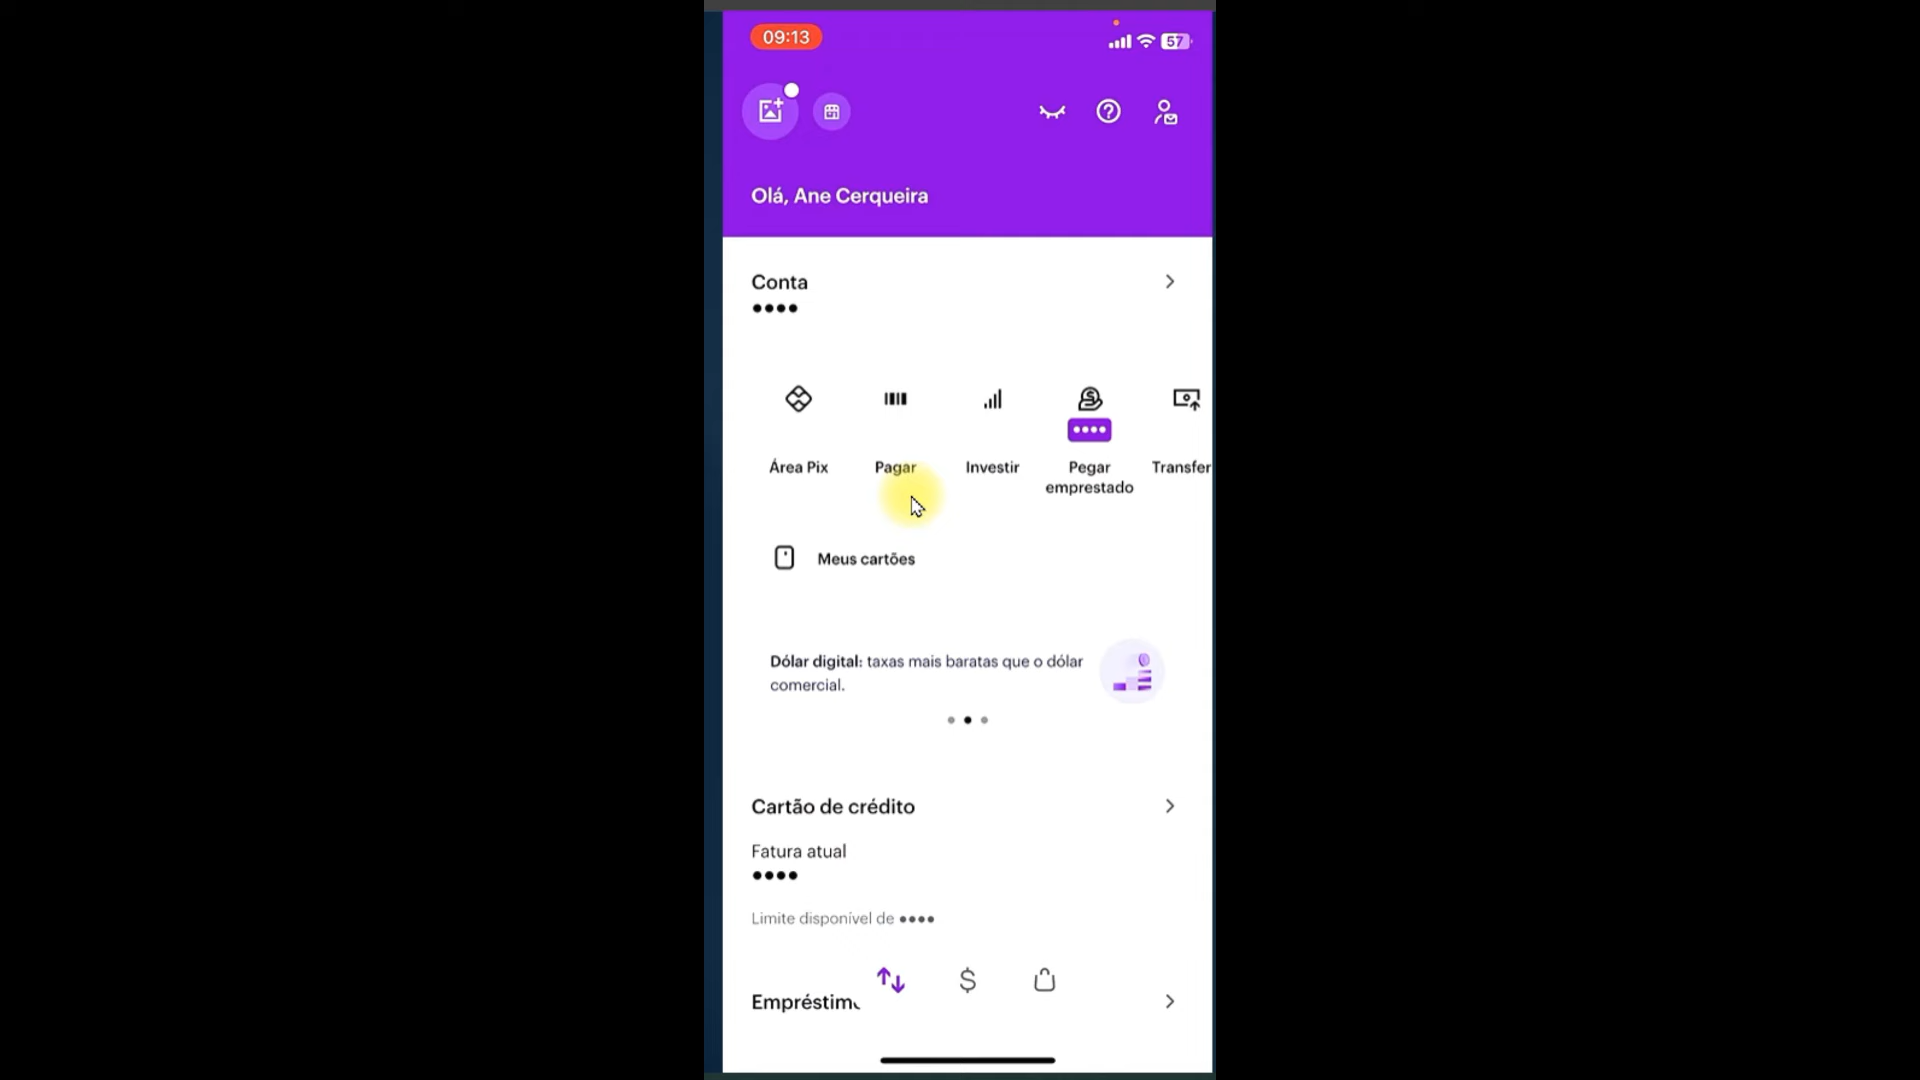 09:13
57
Olá, Ane Cerqueira
Conta
Área Pix
Pagar
Investir
Pegar
emprestado
Transfer
Meus cartões
Dólar digital: taxas mais baratas que o dólar
comercial.
Cartão de crédito
Fatura atual
Limite disponível de
Empréstim